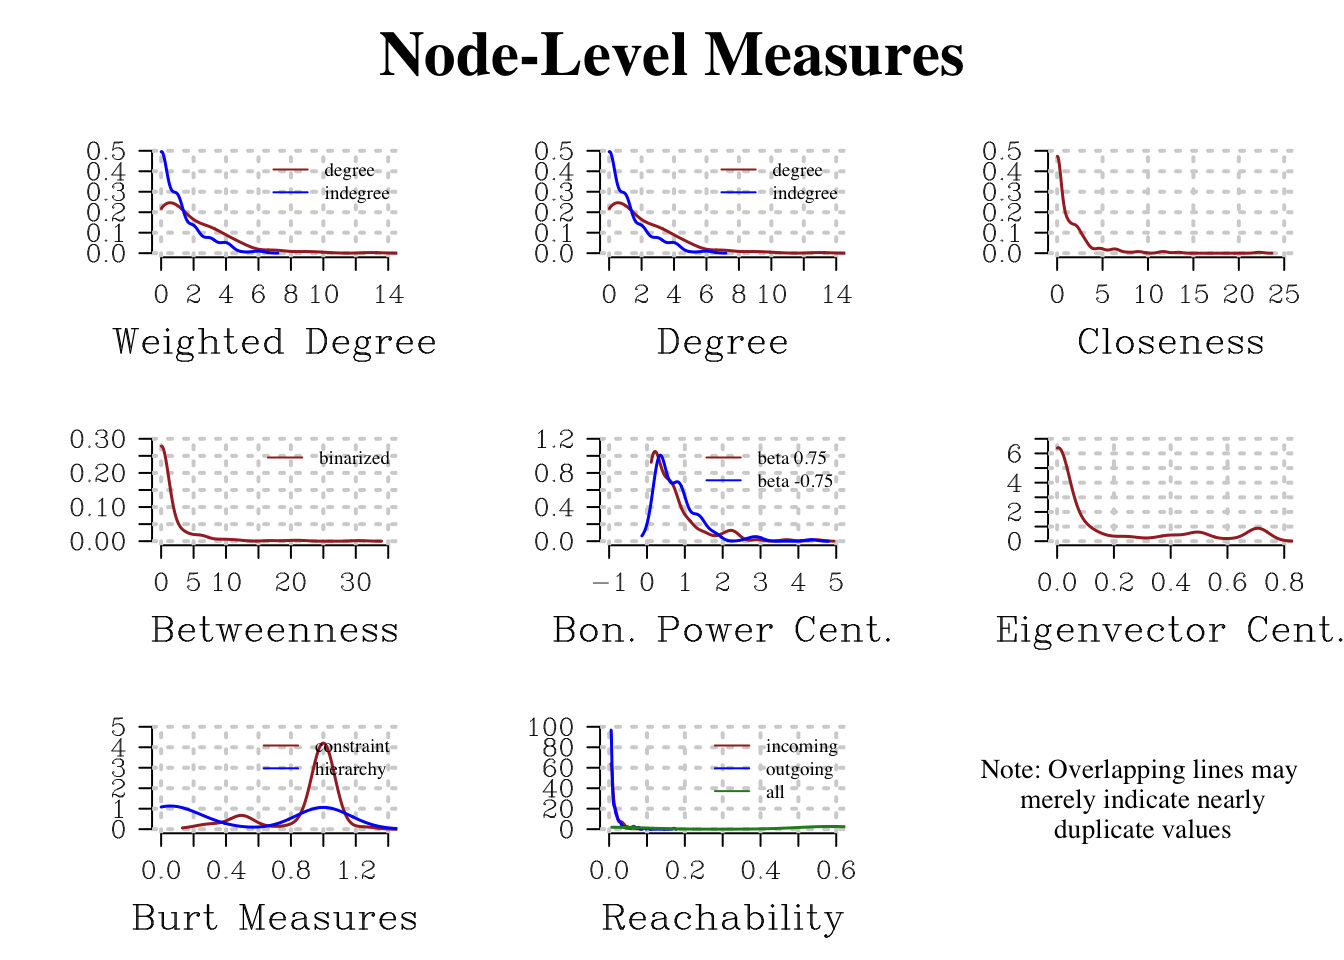 Node-Level Measures
0.5
0.4
0.3
0.2
0.1
0.0
degree
indegree
0 2 4 6 8 10 14
Weighted Degree
0.5
0.4
0.3
0.2
0.1
0.0
degree
indegree
0 2 4 6 8 10 14
Degree
0.5
0.4
0.3
0.2
0.1
0.0
0 5 10 15 20 25
Closeness
0.30
0.20
0.10
0.00
binarized
0 5 10 20 30
Betweenness
1.2
0.8
0.4
0.0
beta 0.75
beta -0.75
−1 0 1 2 3 4 5
Bon. Power Cent.
6
4
2
0
0.0 0.2 0.4 0.6 0.8
Eigenvector Cent.
5
4
3
2
1
0
constraint
hierarchy
0.0 0.4 0.8 1.2
Burt Measures
100
80
60
40
20
0
incoming
outgoing
all
0.0 0.2 0.4 0.6
Reachability
Note: Overlapping lines may
merely indicate nearly
duplicate values